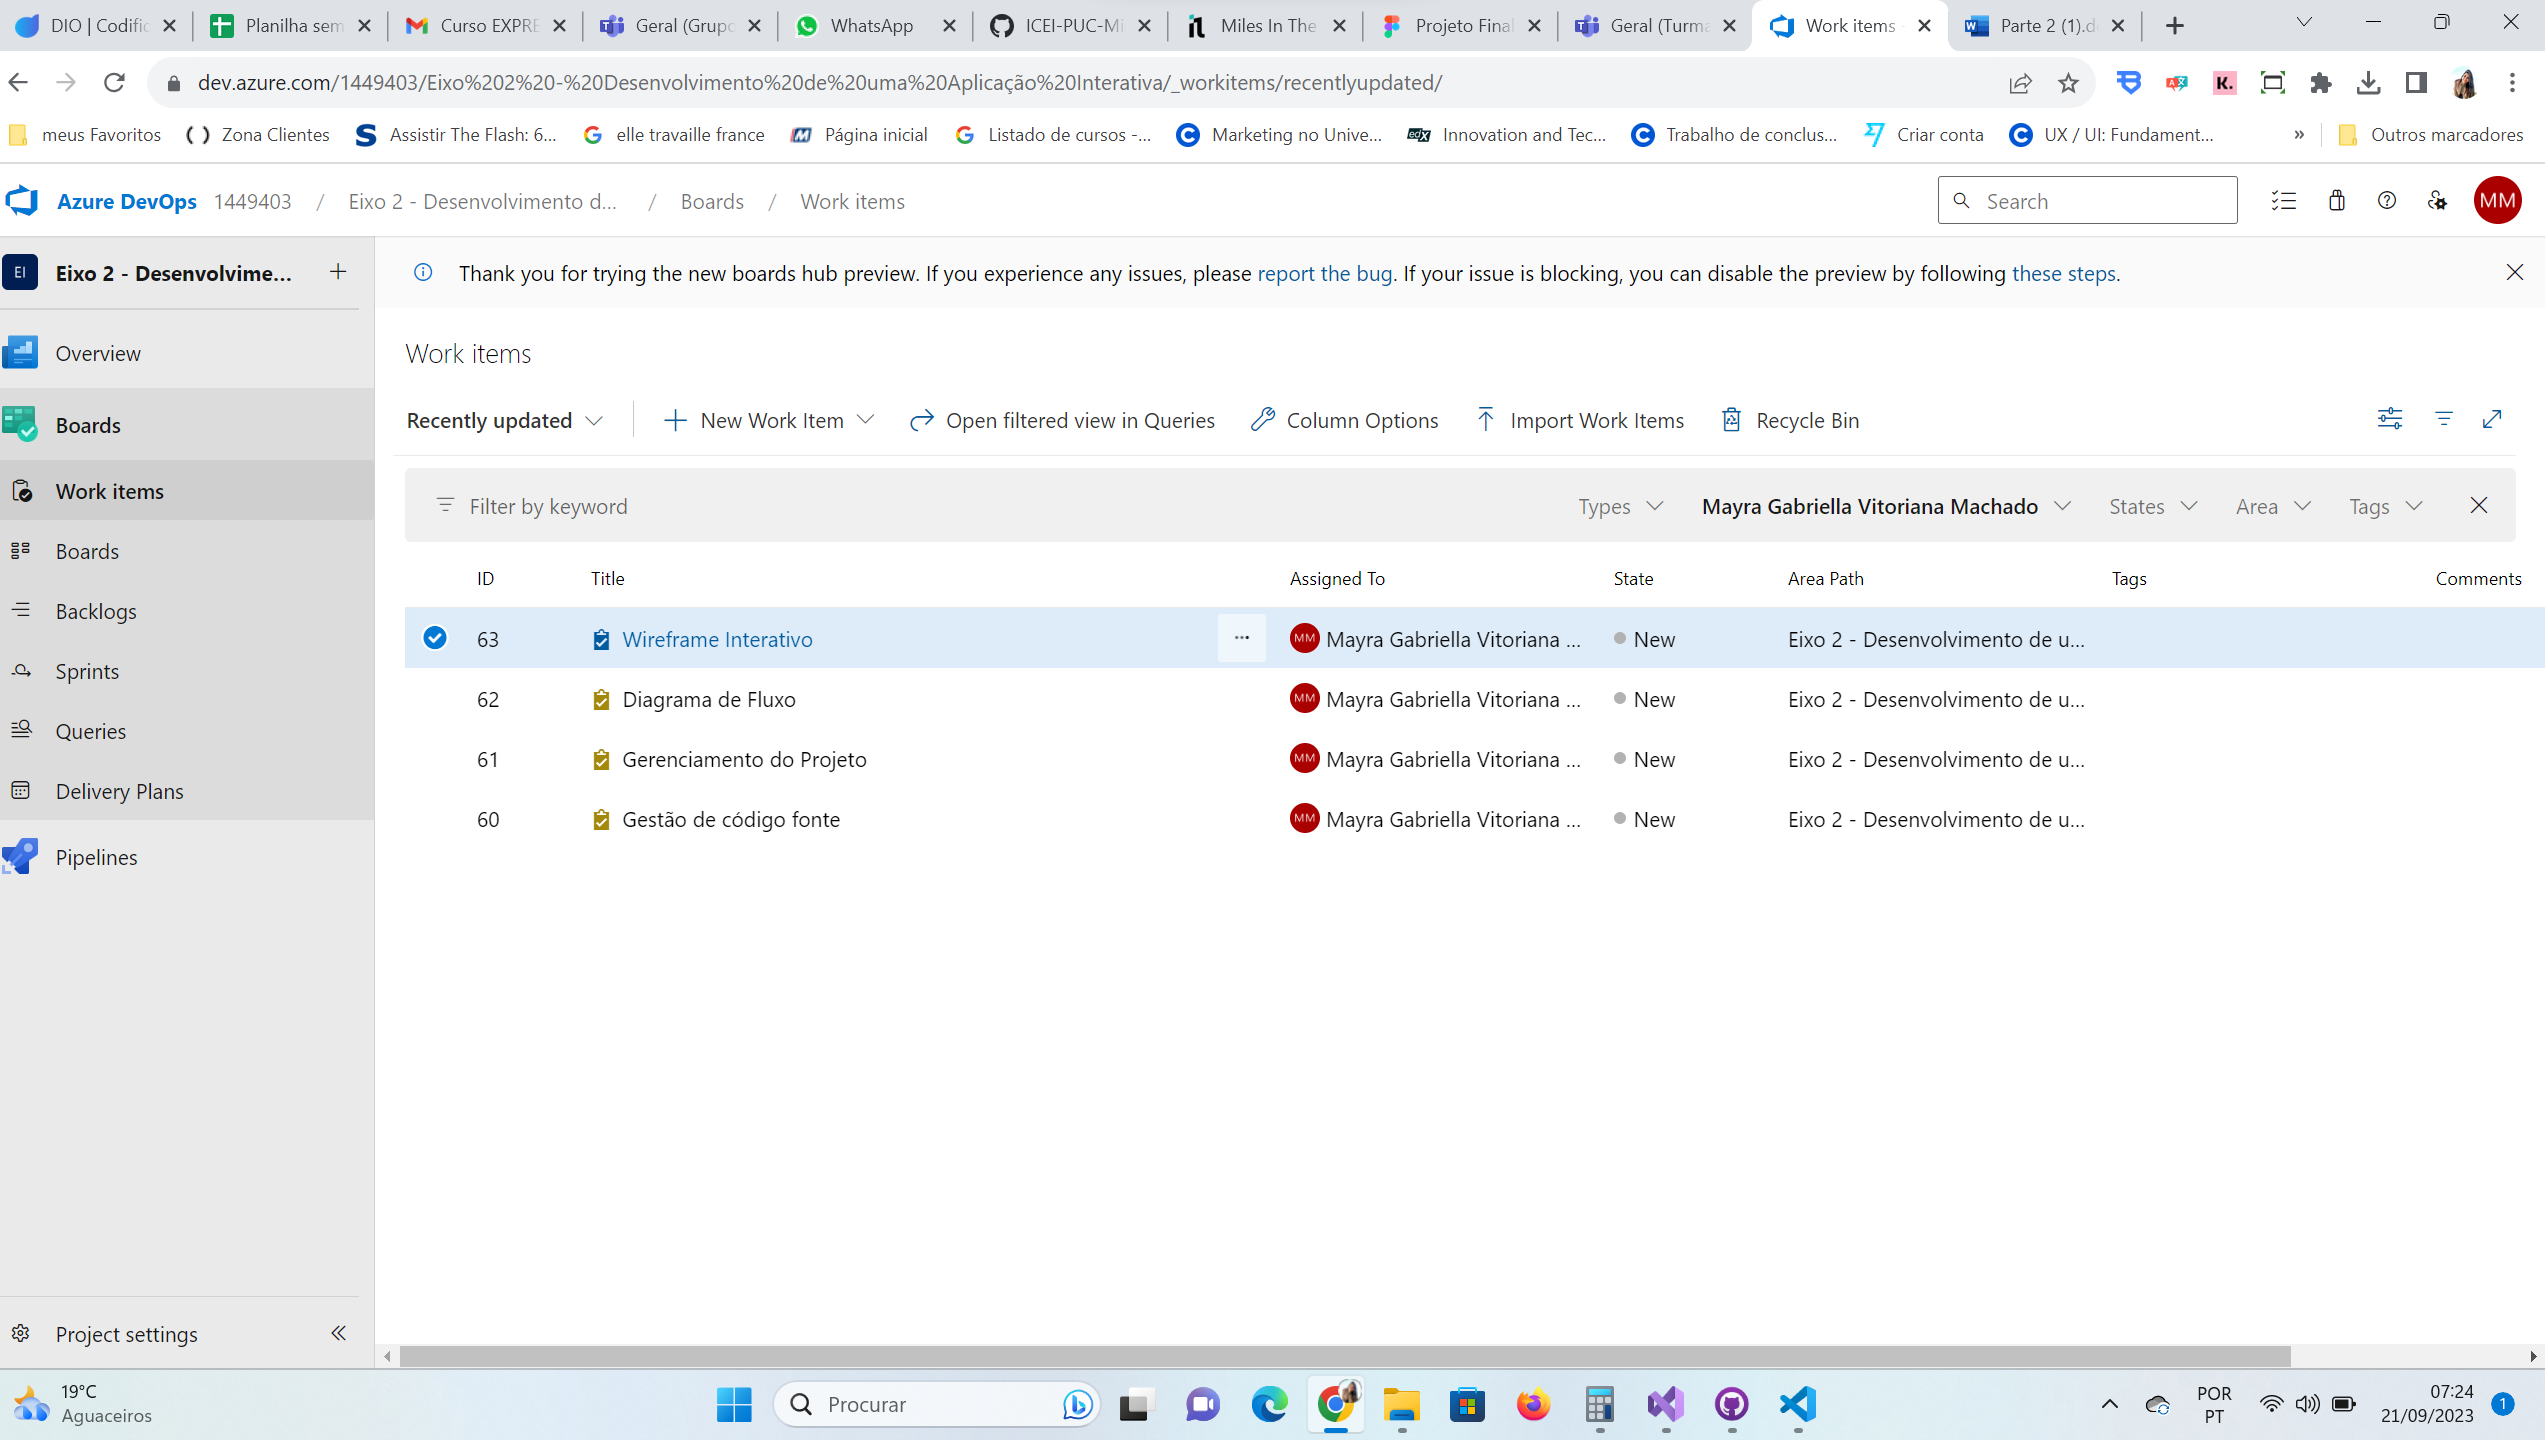 DIO | Codific
Planilha sem
Curso EXPRE
Geral (Grupo
WhatsApp
ICEI-PUC-Mi
Miles In The
Projeto Final
Geral (Turma
Work items -
Parte 2 (1).d
dev.azure.com/1449403/Eixo%202%20-%20Desenvolvimento%20de%20uma%20Aplicação%20Interativa/_workitems/recentlyupdated/
meus Favoritos
Zona Clientes
Assistir The Flash: 6...
elle travaille france
Página inicial
Listado de cursos -...
Marketing no Unive...
edX
Innovation and Tec...
Trabalho de conclus...
Criar conta
UX / UI: Fundament...
»
Outros marcadores
Azure DevOps
1449403 / Eixo 2 - Desenvolvimento d... / Boards / Work items
Search
MM
EI
Eixo 2 - Desenvolvime...
Thank you for trying the new boards hub preview. If you experience any issues, please report the bug. If your issue is blocking, you can disable the preview by following these steps.
Overview
Boards
Work items
Boards
Backlogs
Sprints
Queries
Delivery Plans
Pipelines
Project settings
Work items
Recently updated
New Work Item
Open filtered view in Queries
Column Options
Import Work Items
Recycle Bin
Filter by keyword
Types
Mayra Gabriella Vitoriana Machado
States
Area
Tags
ID Title Assigned To State Area Path Tags Comments
63 Wireframe Interativo ... MM Mayra Gabriella Vitoriana ... New Eixo 2 - Desenvolvimento de u...
62 Diagrama de Fluxo MM Mayra Gabriella Vitoriana ... New Eixo 2 - Desenvolvimento de u...
61 Gerenciamento do Projeto MM Mayra Gabriella Vitoriana ... New Eixo 2 - Desenvolvimento de u...
60 Gestão de código fonte MM Mayra Gabriella Vitoriana ... New Eixo 2 - Desenvolvimento de u...
19°C
Aguaceiros
Procurar
POR
PT
07:24
21/09/2023
1